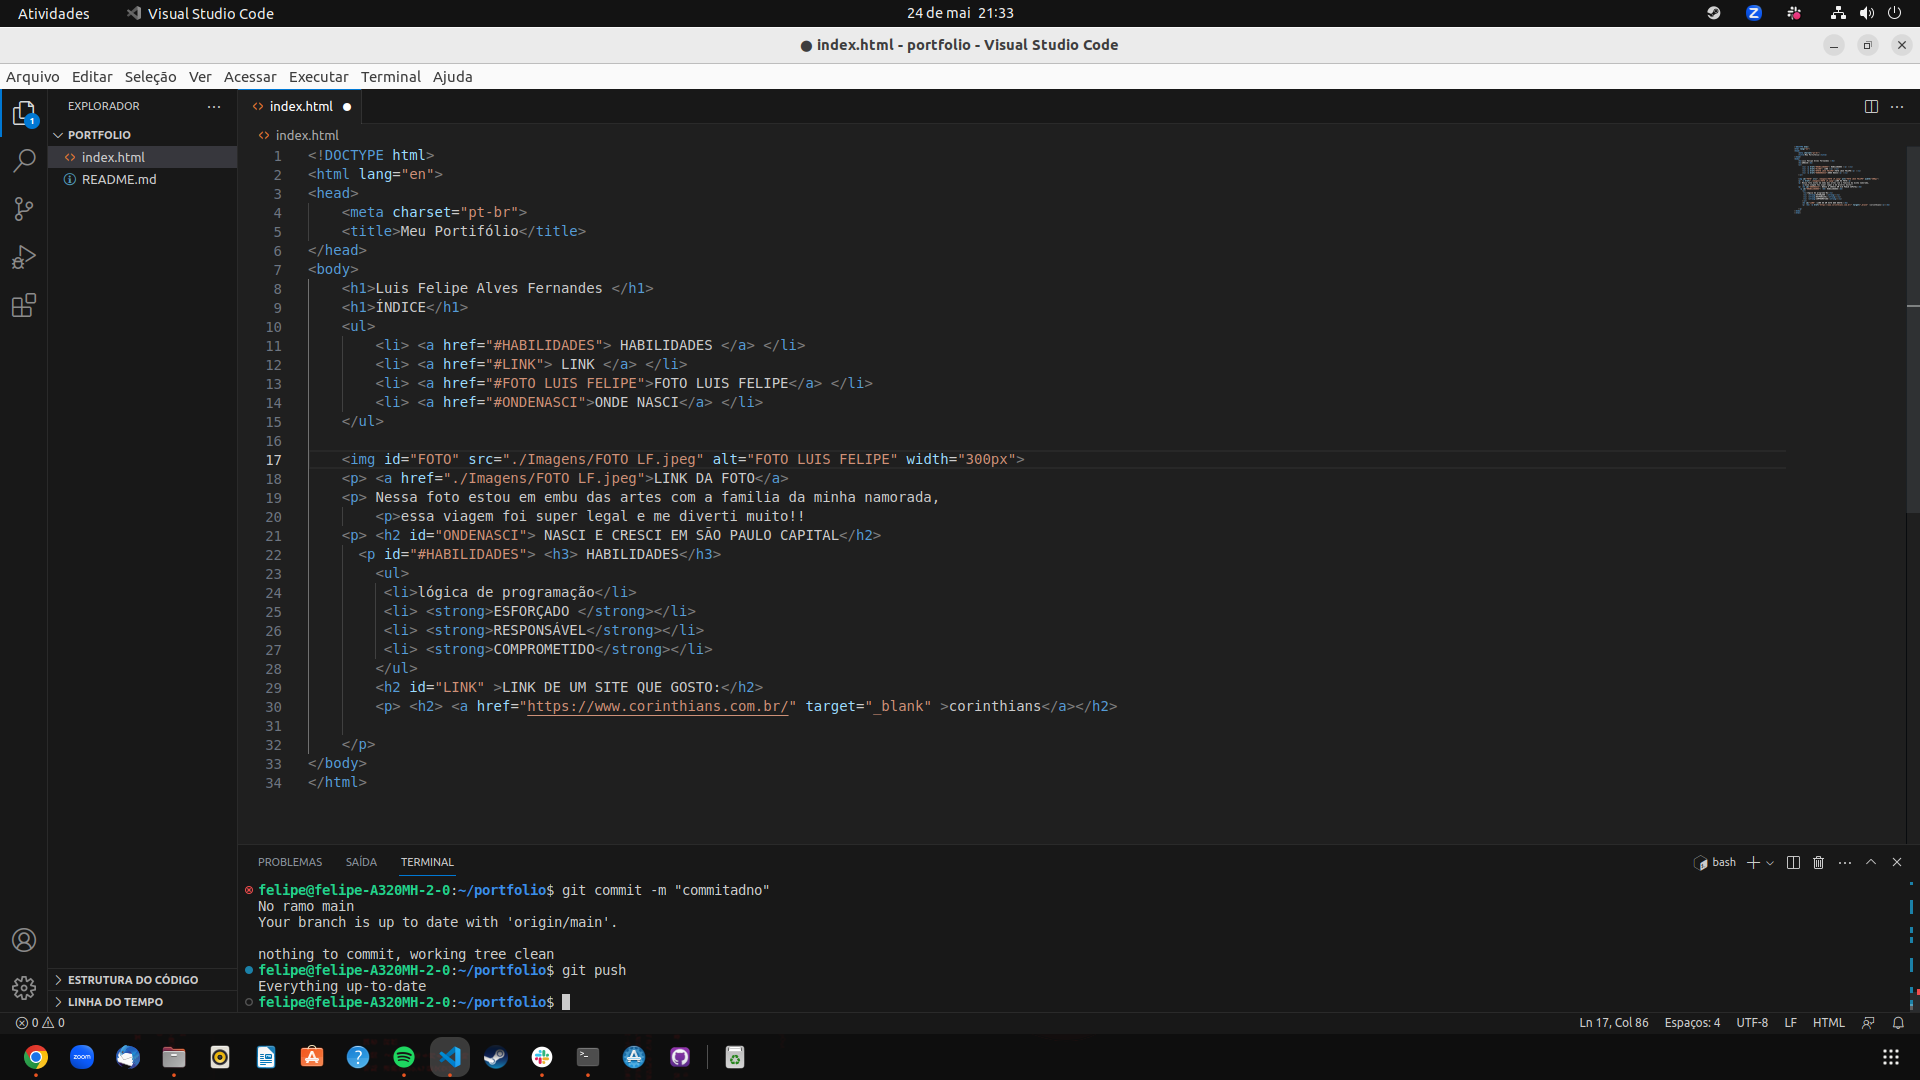 Atividades
Visual Studio Code
24 de mai 21:33
● index.html - portfolio - Visual Studio Code
Arquivo Editar Seleção Ver Acessar Executar Terminal Ajuda
EXPLORADOR
PORTFOLIO
index.html
README.md
1
index.html
index.html
1 <!DOCTYPE html>
2 <html lang="en">
3 <head>
4 <meta charset="pt-br">
5 <title>Meu Portifólio</title>
6 </head>
7 <body>
8 <h1>Luis Felipe Alves Fernandes </h1>
9 <h1>ÍNDICE</h1>
10 <ul>
11 <li> <a href="#HABILIDADES"> HABILIDADES </a> </li>
12 <li> <a href="#LINK"> LINK </a> </li>
13 <li> <a href="#FOTO LUIS FELIPE">FOTO LUIS FELIPE</a> </li>
14 <li> <a href="#ONDENASCI">ONDE NASCI</a> </li>
15 </ul>
16
17 <img id="FOTO" src="./Imagens/FOTO LF.jpeg" alt="FOTO LUIS FELIPE" width="300px">
18 <p> <a href="./Imagens/FOTO LF.jpeg">LINK DA FOTO</a>
19 <p> Nessa foto estou em embu das artes com a familia da minha namorada,
20 <p>essa viagem foi super legal e me diverti muito!!
21 <p> <h2 id="ONDENASCI"> NASCI E CRESCI EM SÃO PAULO CAPITAL</h2>
22 <p id="#HABILIDADES"> <h3> HABILIDADES</h3>
23 <ul>
24 <li>lógica de programação</li>
25 <li> <strong>ESFORÇADO </strong></li>
26 <li> <strong>RESPONSÁVEL</strong></li>
27 <li> <strong>COMPROMETIDO</strong></li>
28 </ul>
29 <h2 id="LINK" >LINK DE UM SITE QUE GOSTO:</h2>
30 <p> <h2> <a href="https://www.corinthians.com.br/" target="_blank" >corinthians</a></h2>
31
32 </p>
33 </body>
34 </html>
PROBLEMAS SAÍDA TERMINAL
bash
felipe@felipe-A320MH-2-0:~/portfolio$ git commit -m "commitadno"
No ramo main
Your branch is up to date with 'origin/main'.
nothing to commit, working tree clean
felipe@felipe-A320MH-2-0:~/portfolio$ git push
Everything up-to-date
felipe@felipe-A320MH-2-0:~/portfolio$
ESTRUTURA DO CÓDIGO
LINHA DO TEMPO
0 0
Ln 17, Col 86 Espaços: 4 UTF-8 LF HTML
zoom